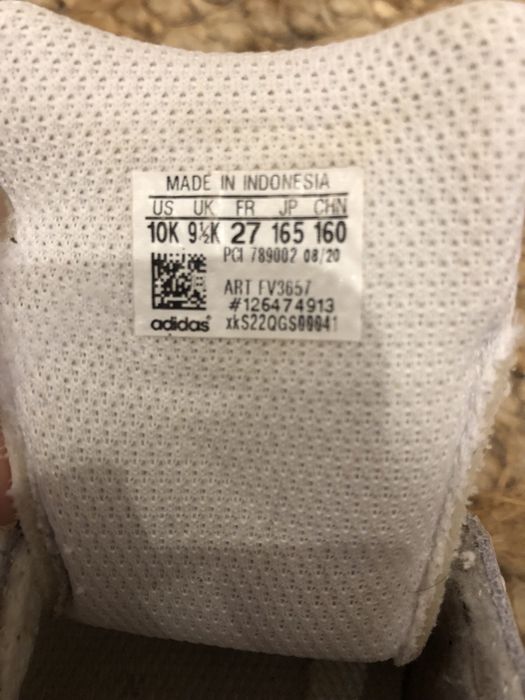 MADE IN INDONESIA
US UK FR JP CHN
10K 9½K 27 165 160
PCI 789002 08/20
ART FV3657
#126474913
adidas® xkS22QGS00041